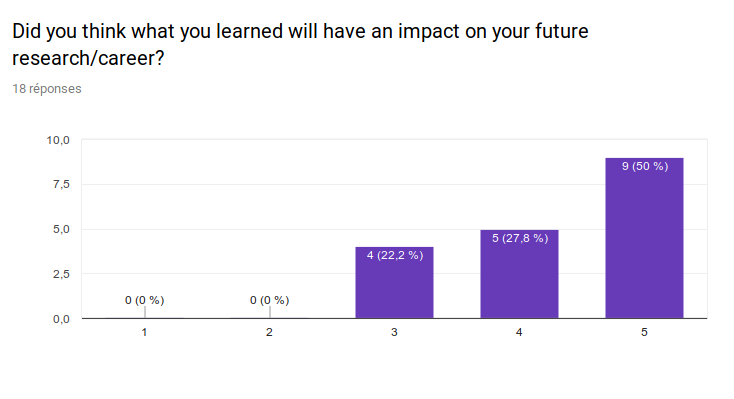 Did you think what you learned will have an impact on your future
research/career?
18 réponses
10,0
7,5
5,0
2,5
0,0
0 (0 %)
0 (0 %)
4 (22,2 %)
5 (27,8 %)
9 (50 %)
1
2
3
4
5